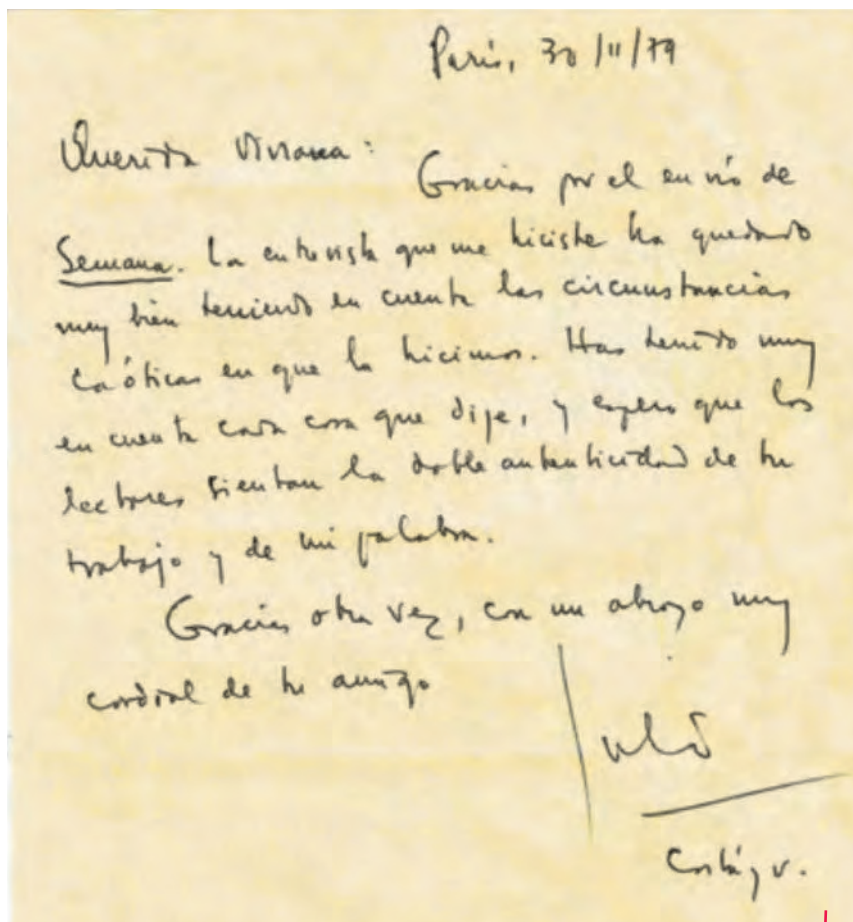 París, 30/11/79
Querida Viviana:
Gracias por el envío de
Semana. La entrevista que me hiciste ha quedado
muy bien teniendo en cuenta las circunstancias
caóticas en que la hicimos. Has tenido muy
en cuenta cada cosa que dije, y espero que los
lectores sientan la doble autenticidad de tu
trabajo y de mi palabra.
Gracias otra vez, con un abrazo muy
cordial de tu amigo
Julio
Cortázar.